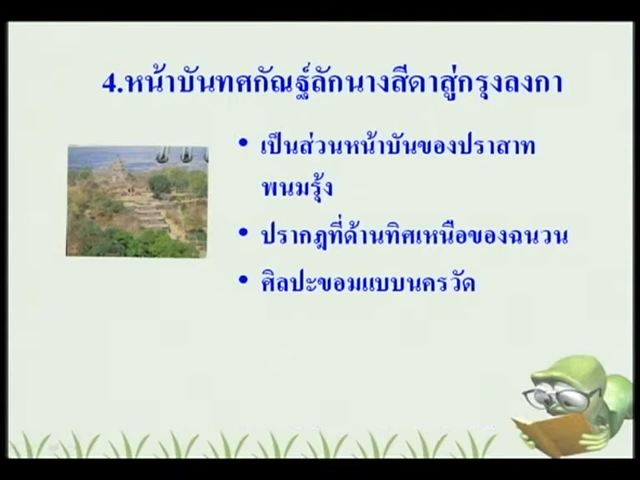 4.หน้าบันทศกัณฐ์ลักนางสีดาสู่กรุงลงกา
• เป็นส่วนหน้าบันของปราสาท
พนมรุ้ง
• ปรากฎที่ด้านทิศเหนือของฉนวน
• ศิลปะขอมแบบนครวัด